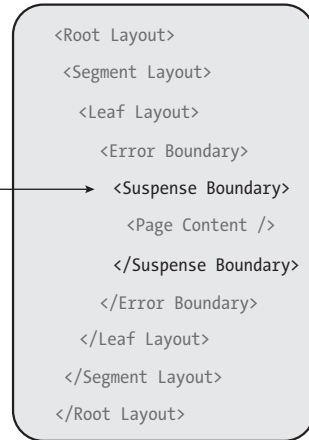 <Root Layout>
<Segment Layout>
<Leaf Layout>
<Error Boundary>
<Suspense Boundary>
<Page Content />
</Suspense Boundary>
</Error Boundary>
</Leaf Layout>
</Segment Layout>
</Root Layout>